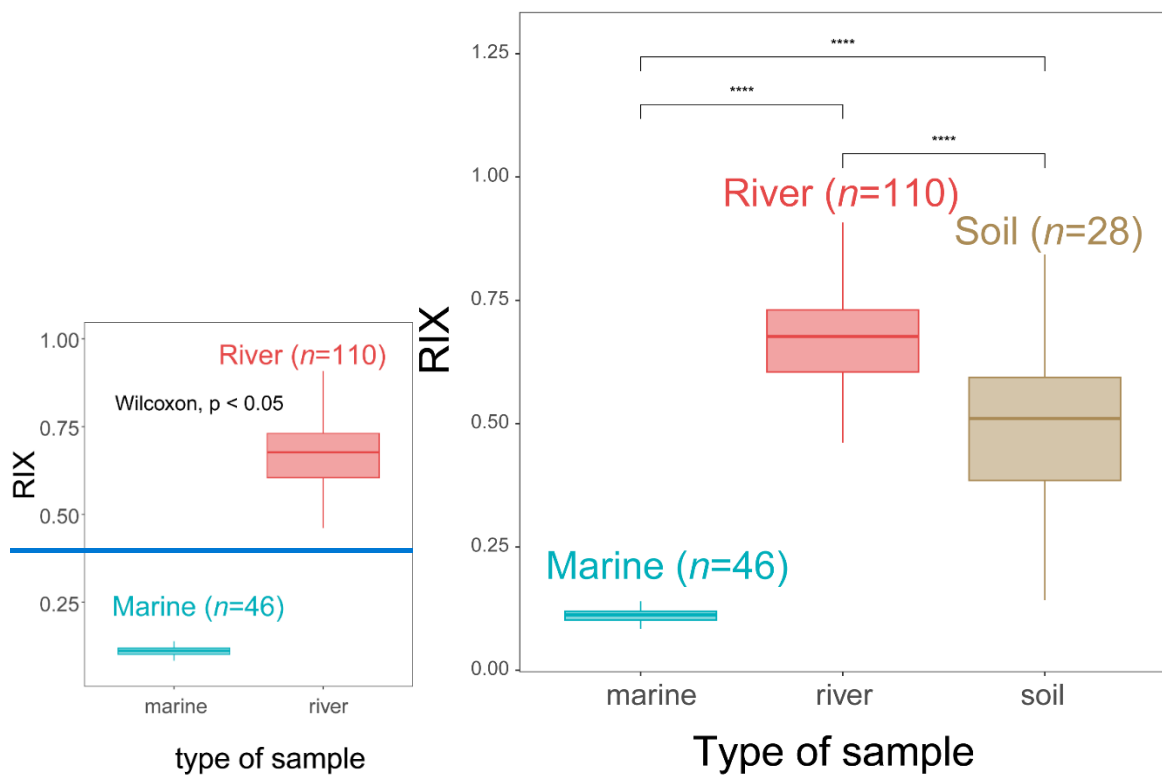 1.00
0.75
0.50
0.25
RIX
River (n=110)
Wilcoxon, p < 0.05
Marine (n=46)
marine river
type of sample
1.25
1.00
0.75
0.50
0.25
0.00
RIX
****
****
****
River (n=110)
Soil (n=28)
Marine (n=46)
marine river soil
Type of sample